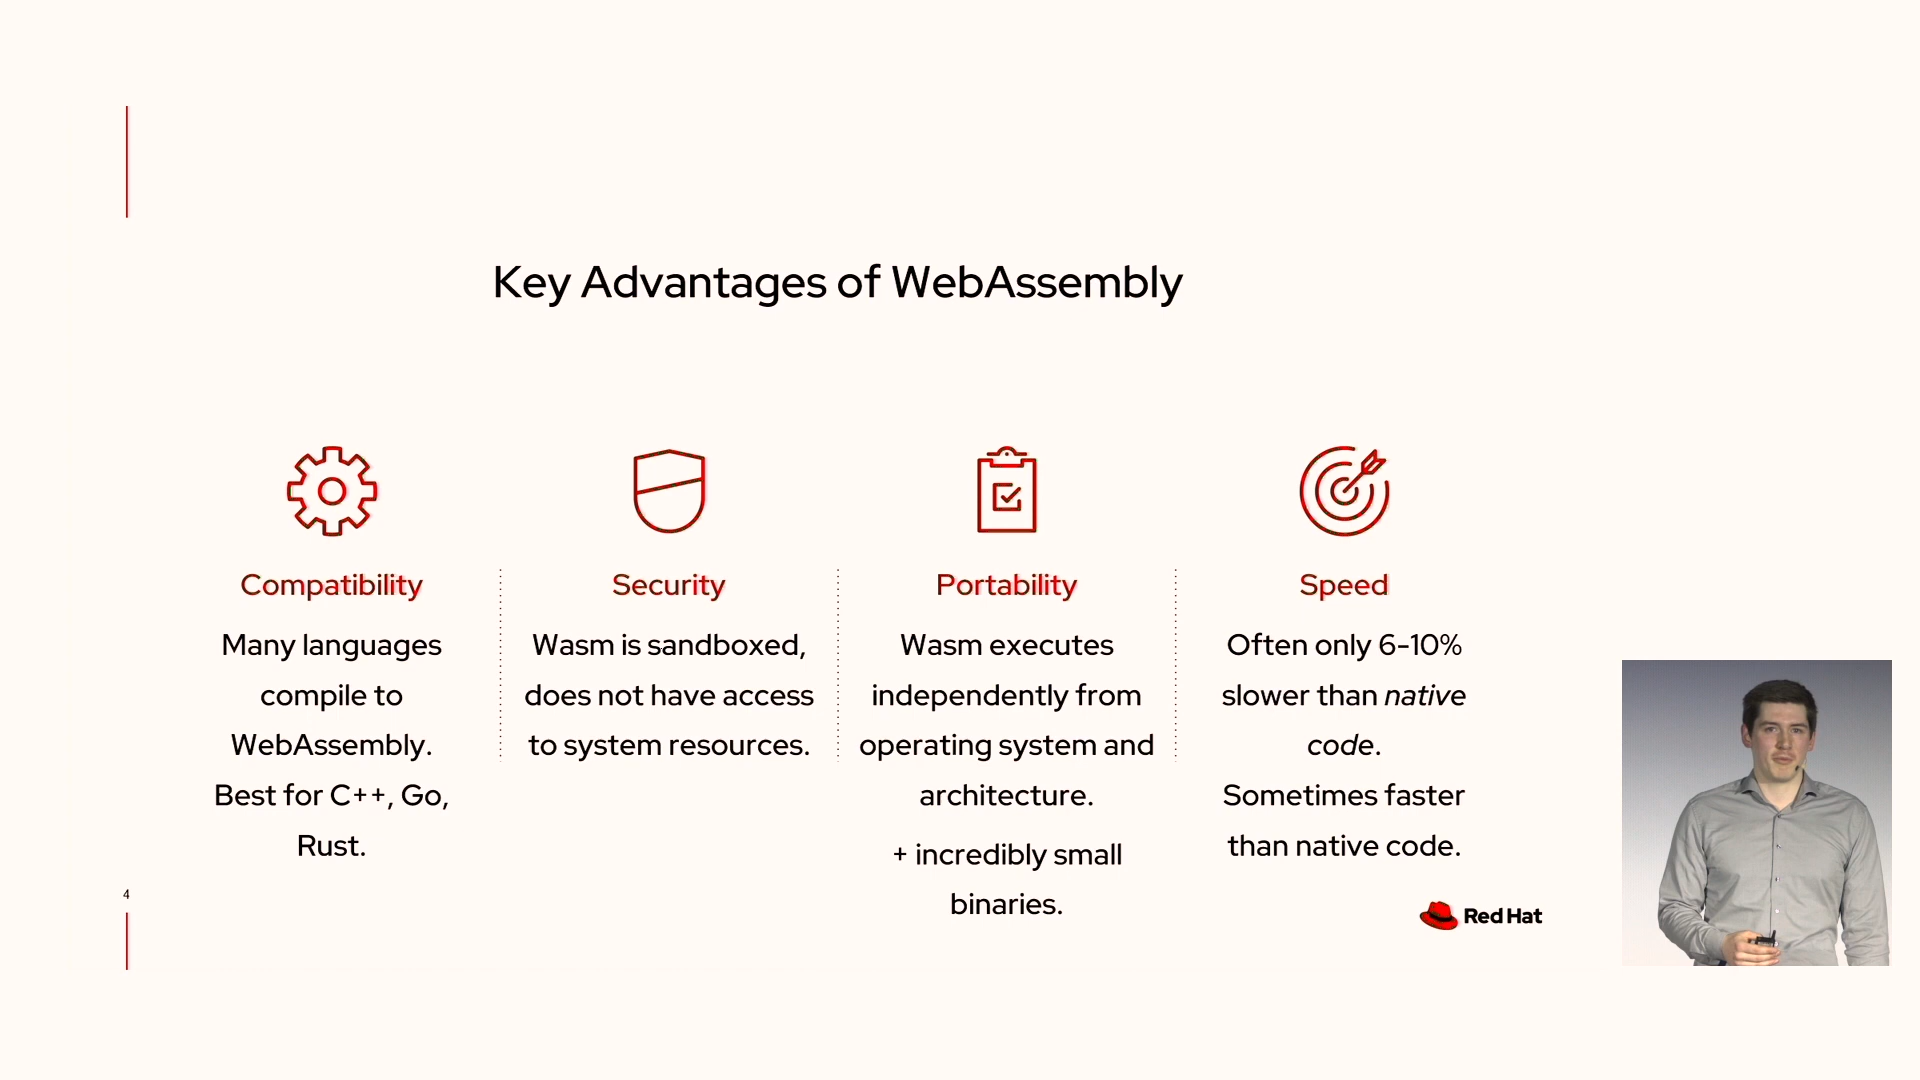 Key Advantages of WebAssembly
Compatibility
Many languages
compile to
WebAssembly.
Best for C++, Go,
Rust.
Security
Wasm is sandboxed,
does not have access
to system resources.
Portability
Wasm executes
independently from
operating system and
architecture.
+ incredibly small
binaries.
Speed
Often only 6-10%
slower than native
code.
Sometimes faster
than native code.
4
Red Hat